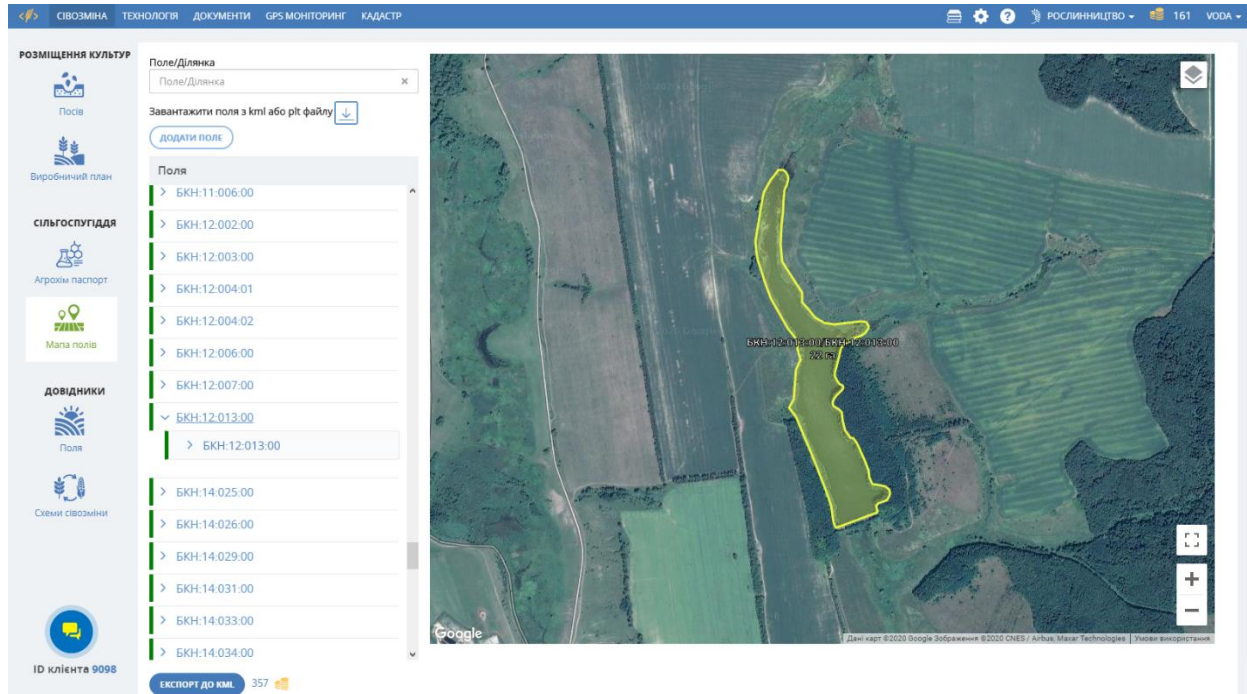 СІВОЗМІНА ТЕХНОЛОГІЯ ДОКУМЕНТИ GPS МОНІТОРИНГ КАДАСТР
РОСЛИННИЦТВО 161 VODA
РОЗМІЩЕННЯ КУЛЬТУР
Посів
Виробничий план
СІЛЬГОСПУГІДДЯ
Агрохім паспорт
Мапа полів
ДОВІДНИКИ
Поля
Схеми сівозміни
ID клієнта 9098
Поле/Ділянка
Поле/Ділянка
Завантажити поля з kml або plt файлу
ДОДАТИ ПОЛЕ
Поля
БКН:11:006:00
БКН:12:002:00
БКН:12:003:00
БКН:12:004:01
БКН:12:004:02
БКН:12:006:00
БКН:12:007:00
БКН:12:013:00
БКН:12:013:00
БКН:14:025:00
БКН:14:026:00
БКН:14:029:00
БКН:14:031:00
БКН:14:033:00
БКН:14:034:00
ЕКСПОРТ ДО KML 357
БКН:12:013:00/БКН:12:013:00
22 га
Google
Дані карт ©2020 Google Зображення ©2020 CNES / Airbus, Maxar Technologies Умови використання